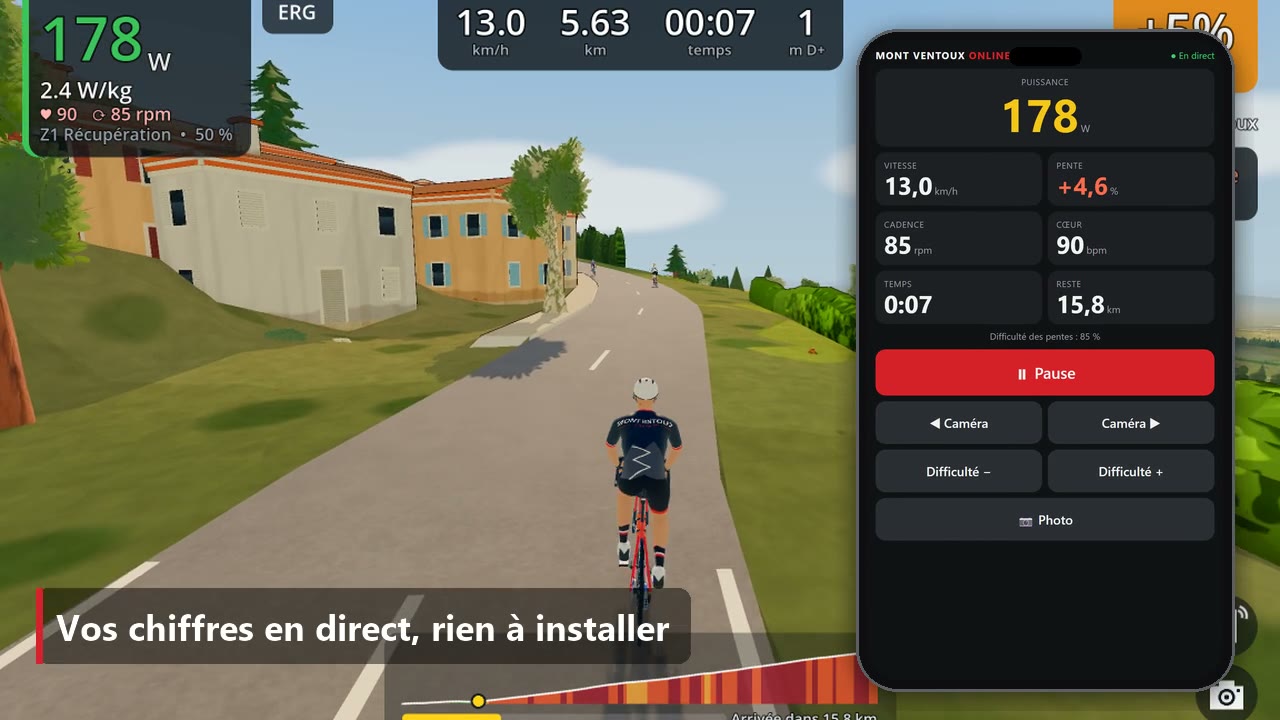 178 W
2.4 W/kg
♥ 90 ⟳ 85 rpm
Z1 Récupération • 50 %
ERG
13.0 5.63 00:07 1
km/h km temps m D+
+5%
MONT VENTOUX ONLINE
● En direct
PUISSANCE
178 W
VITESSE PENTE
13,0 km/h +4,6 %
CADENCE CŒUR
85 rpm 90 bpm
TEMPS RESTE
0:07 15,8 km
Difficulté des pentes : 85 %
⏸ Pause
◀ Caméra Caméra ▶
Difficulté − Difficulté +
📷 Photo
MONT VENTOUX
Vos chiffres en direct, rien à installer
Arrivée dans 15.8 km